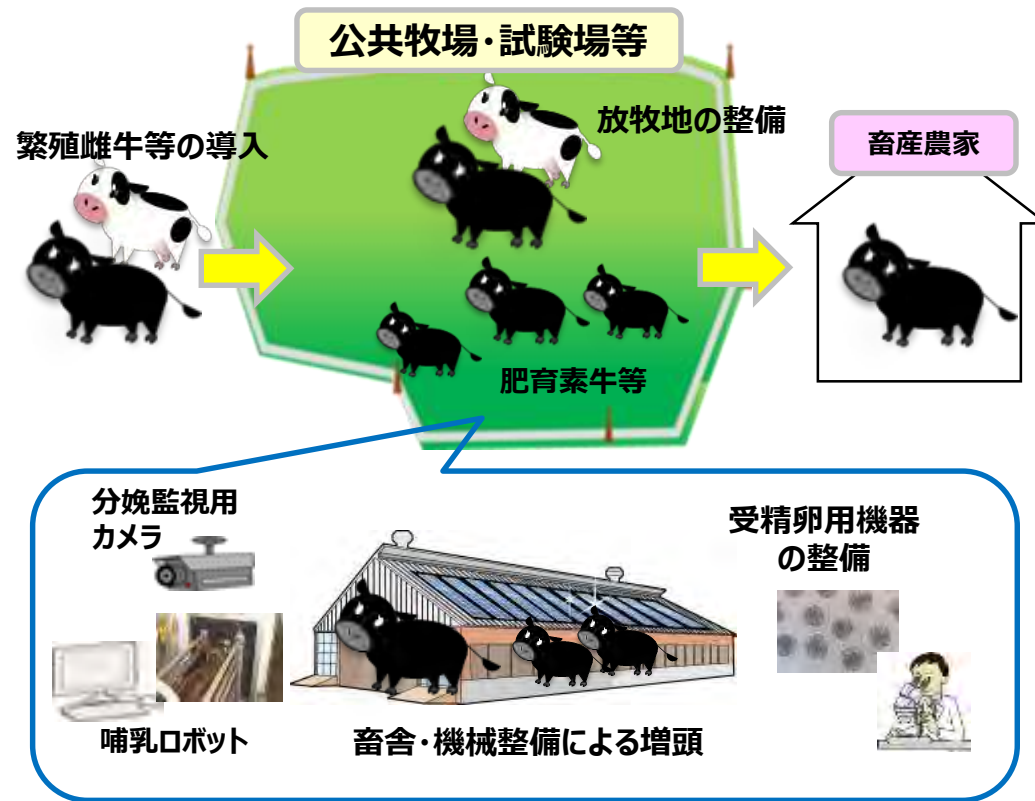 公共牧場・試験場等
放牧地の整備
繁殖雌牛等の導入
畜産農家
肥育素牛等
分娩監視用
カメラ
受精卵用機器
の整備
哺乳ロボット
畜舎・機械整備による増頭